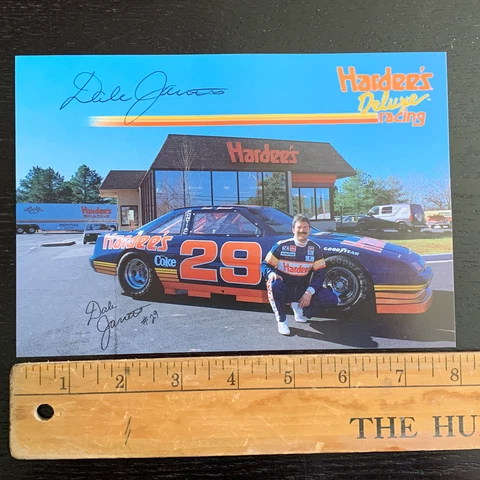 Dale Jarrett
Hardee's
Deluxe
racing
Hardee's
Hardee's
Hardee's
Coke
29
Hardee's
GOODYEAR
Dale
Jarrett
#29
1 2 3 4 5 6 7 8
THE HU